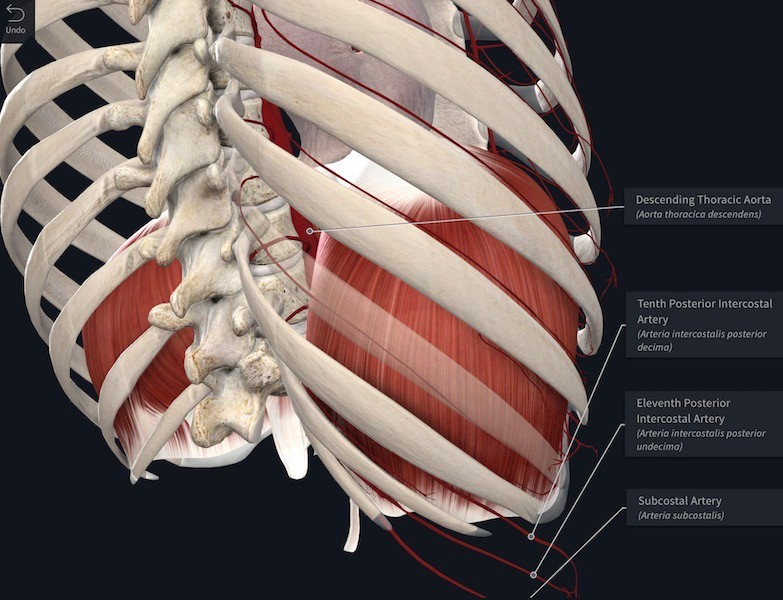 Undo
Descending Thoracic Aorta
(Aorta thoracica descendens)
Tenth Posterior Intercostal
Artery
(Arteria intercostalis posterior
decima)
Eleventh Posterior
Intercostal Artery
(Arteria intercostalis posterior
undecima)
Subcostal Artery
(Arteria subcostalis)